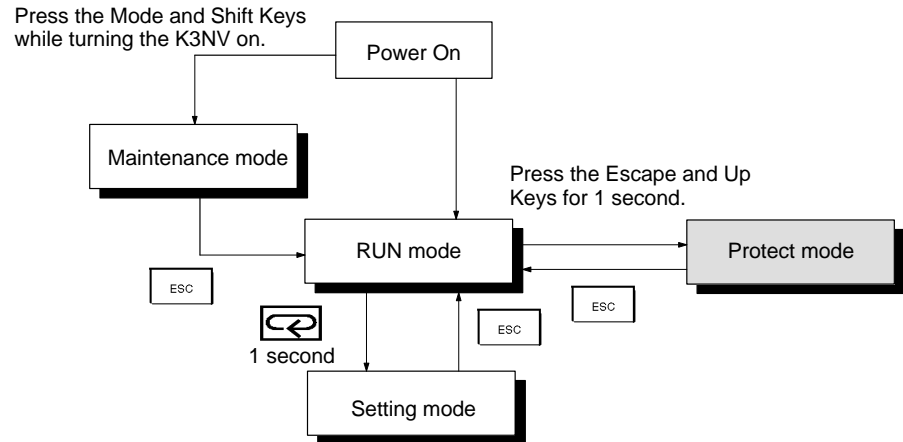 Press the Mode and Shift Keys
while turning the K3NV on.
Power On
Maintenance mode
Press the Escape and Up
Keys for 1 second.
RUN mode
Protect mode
ESC
ESC
ESC
1 second
Setting mode